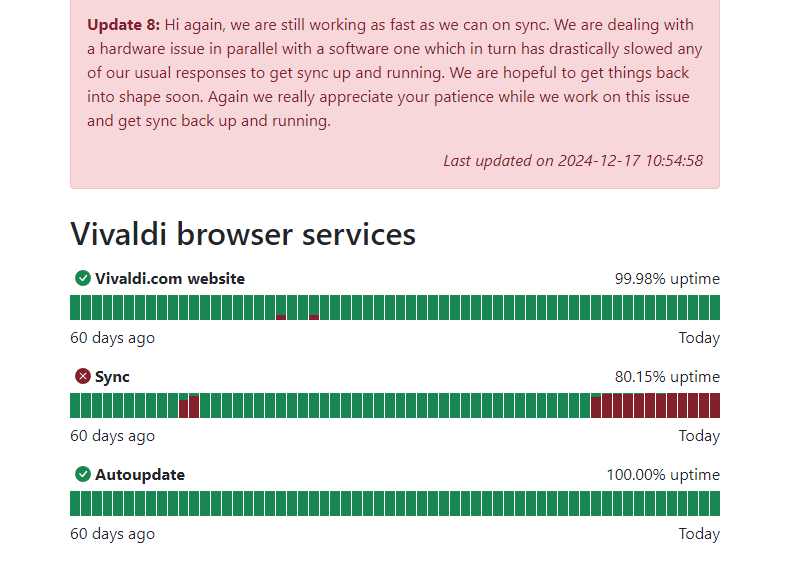 Update 8: Hi again, we are still working as fast as we can on sync. We are dealing with
a hardware issue in parallel with a software one which in turn has drastically slowed any
of our usual responses to get sync up and running. We are hopeful to get things back
into shape soon. Again we really appreciate your patience while we work on this issue
and get sync back up and running.
Last updated on 2024-12-17 10:54:58
Vivaldi browser services
Vivaldi.com website 99.98% uptime
60 days ago Today
Sync 80.15% uptime
60 days ago Today
Autoupdate 100.00% uptime
60 days ago Today